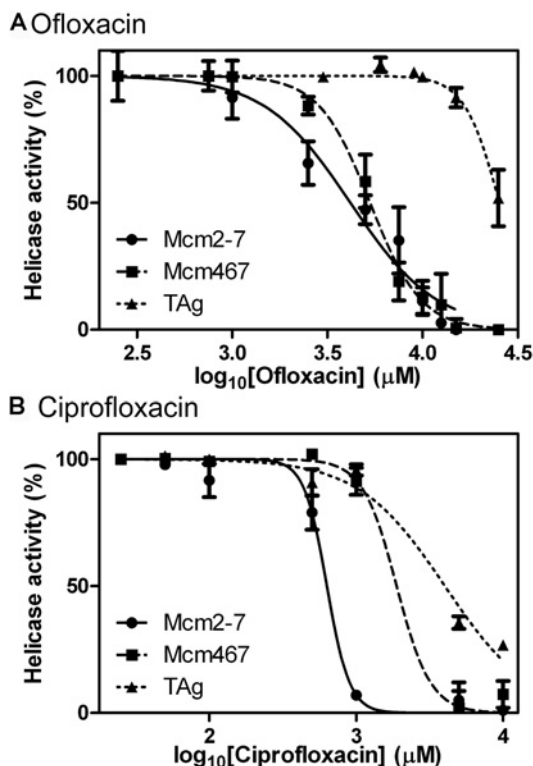 A Ofloxacin
Helicase activity (%)
100
50
0
Mcm2-7
Mcm467
TAg
2.5 3.0 3.5 4.0 4.5
log₁₀[Ofloxacin] (μM)
B Ciprofloxacin
Helicase activity (%)
100
50
0
Mcm2-7
Mcm467
TAg
2 3 4
log₁₀[Ciprofloxacin] (μM)